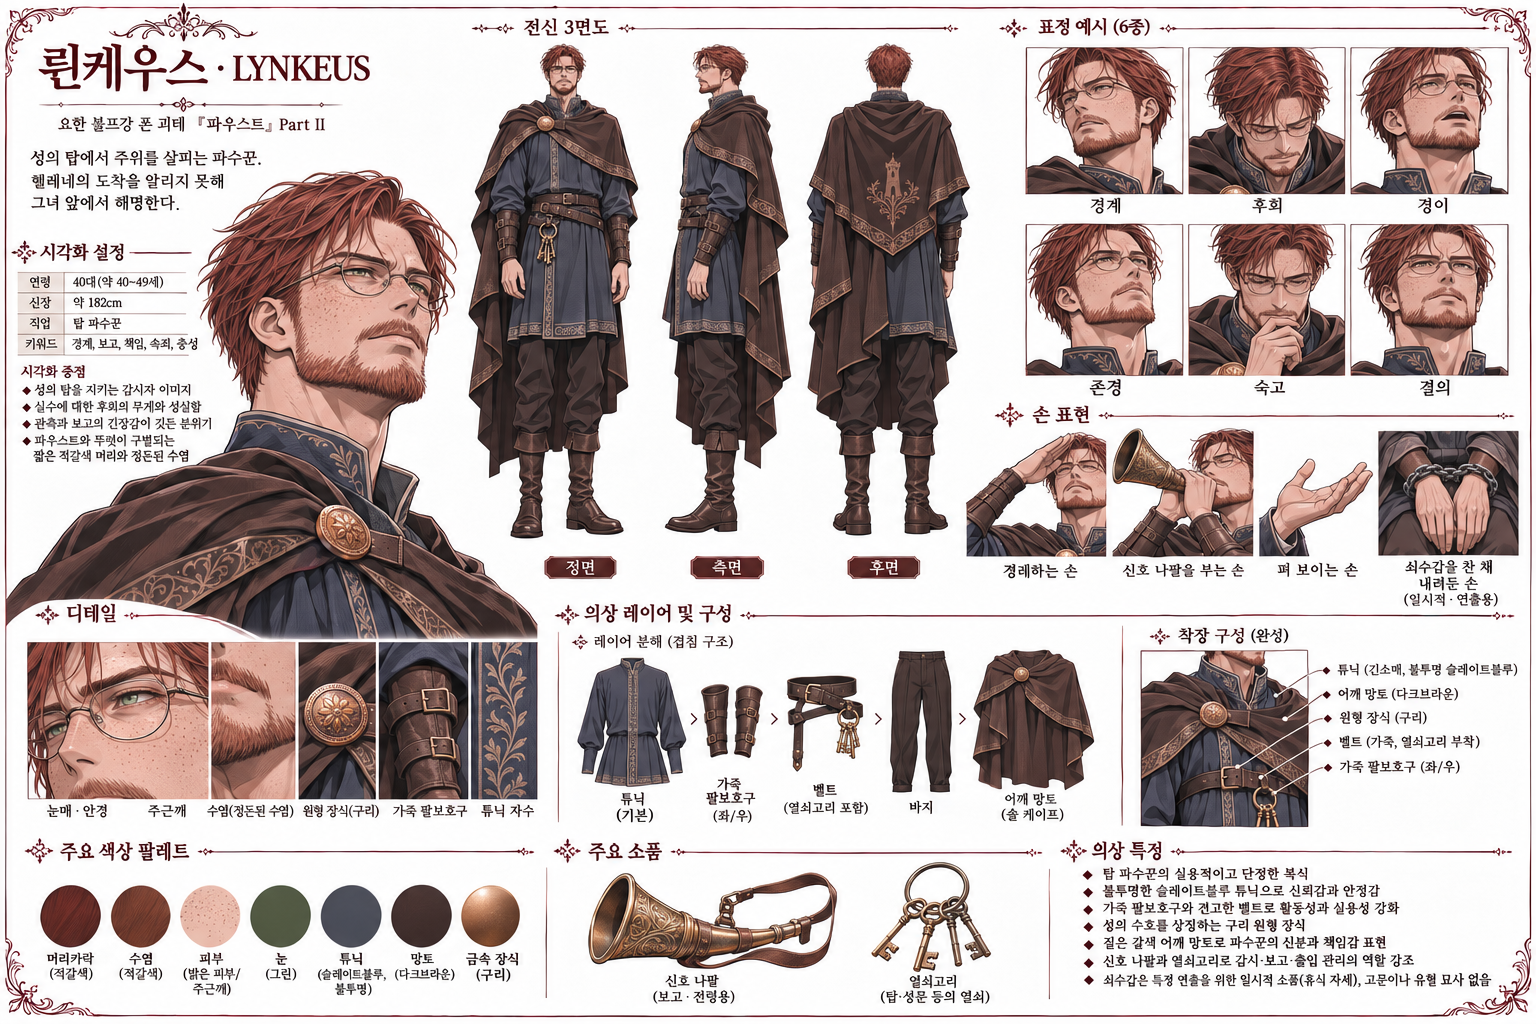 륀케우스 · LYNKEUS
요한 볼프강 폰 괴테 『파우스트』 Part II
성의 탑에서 주위를 살피는 파수꾼.
헬레네의 도착을 알리지 못해
그녀 앞에서 해명한다.
시각화 설정
연령 40대(약 40~49세)
신장 약 182cm
직업 탑 파수꾼
키워드 경계, 보고, 책임, 속죄, 충성
시각화 중점
◆ 성의 탑을 지키는 감시자 이미지
◆ 실수에 대한 후회의 무게와 성실함
◆ 관측과 보고의 긴장감이 깃든 분위기
◆ 파우스트와 뚜렷이 구별되는
짧은 적갈색 머리와 정돈된 수염
전신 3면도
정면
측면
후면
표정 예시 (6종)
경계
후회
경이
존경
숙고
결의
손 표현
경례하는 손
신호 나팔을 부는 손
펴 보이는 손
쇠수갑을 찬 채
내려둔 손
(일시적 · 연출용)
디테일
눈매 · 안경
주근깨
수염(정돈된 수염)
원형 장식(구리)
가죽 팔보호구
튜닉 자수
의상 레이어 및 구성
레이어 분해 (겹침 구조)
튜닉
(기본)
가죽
팔보호구
(좌/우)
벨트
(열쇠고리 포함)
바지
어깨 망토
(숄 케이프)
착장 구성 (완성)
◆ 튜닉 (긴소매, 불투명 슬레이트블루)
◆ 어깨 망토 (다크브라운)
◆ 원형 장식 (구리)
◆ 벨트 (가죽, 열쇠고리 부착)
◆ 가죽 팔보호구 (좌/우)
주요 색상 팔레트
머리카락
(적갈색)
수염
(적갈색)
피부
(밝은 피부/
주근깨)
눈
(그린)
튜닉
(슬레이트블루,
불투명)
망토
(다크브라운)
금속 장식
(구리)
주요 소품
신호 나팔
(보고 · 전령용)
열쇠고리
(탑·성문 등의 열쇠)
의상 특징
◆ 탑 파수꾼의 실용적이고 단정한 복식
◆ 불투명한 슬레이트블루 튜닉으로 신뢰감과 안정감
◆ 가죽 팔보호구와 견고한 벨트로 활동성과 실용성 강화
◆ 성의 수호를 상징하는 구리 원형 장식
◆ 짙은 갈색 어깨 망토로 파수꾼의 신분과 책임감 표현
◆ 신호 나팔과 열쇠고리로 감시·보고·출입 관리의 역할 강조
◆ 쇠수갑은 특정 연출을 위한 일시적 소품(휴식 자세), 고문이나 유혈 묘사 없음